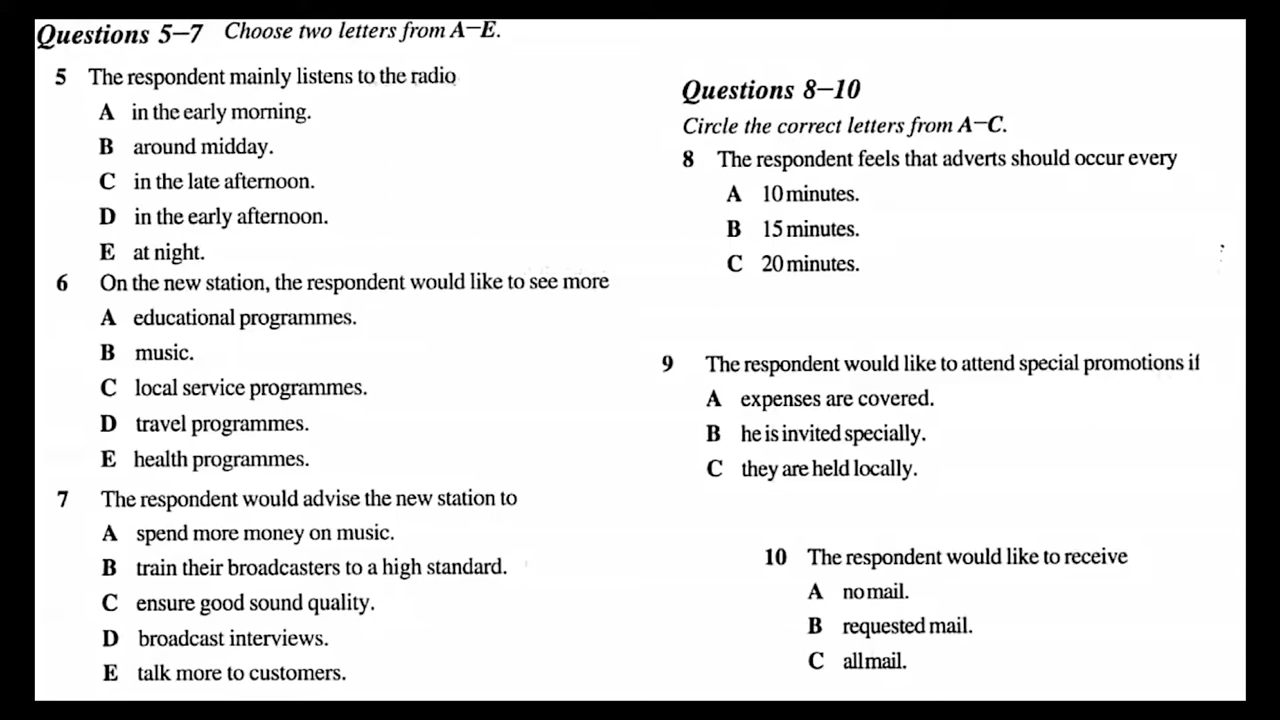 Questions 5–7 Choose two letters from A–E.
5 The respondent mainly listens to the radio
A in the early morning.
B around midday.
C in the late afternoon.
D in the early afternoon.
E at night.
6 On the new station, the respondent would like to see more
A educational programmes.
B music.
C local service programmes.
D travel programmes.
E health programmes.
7 The respondent would advise the new station to
A spend more money on music.
B train their broadcasters to a high standard.
C ensure good sound quality.
D broadcast interviews.
E talk more to customers.
Questions 8–10
Circle the correct letters from A–C.
8 The respondent feels that adverts should occur every
A 10 minutes.
B 15 minutes.
C 20 minutes.
9 The respondent would like to attend special promotions if
A expenses are covered.
B he is invited specially.
C they are held locally.
10 The respondent would like to receive
A no mail.
B requested mail.
C all mail.